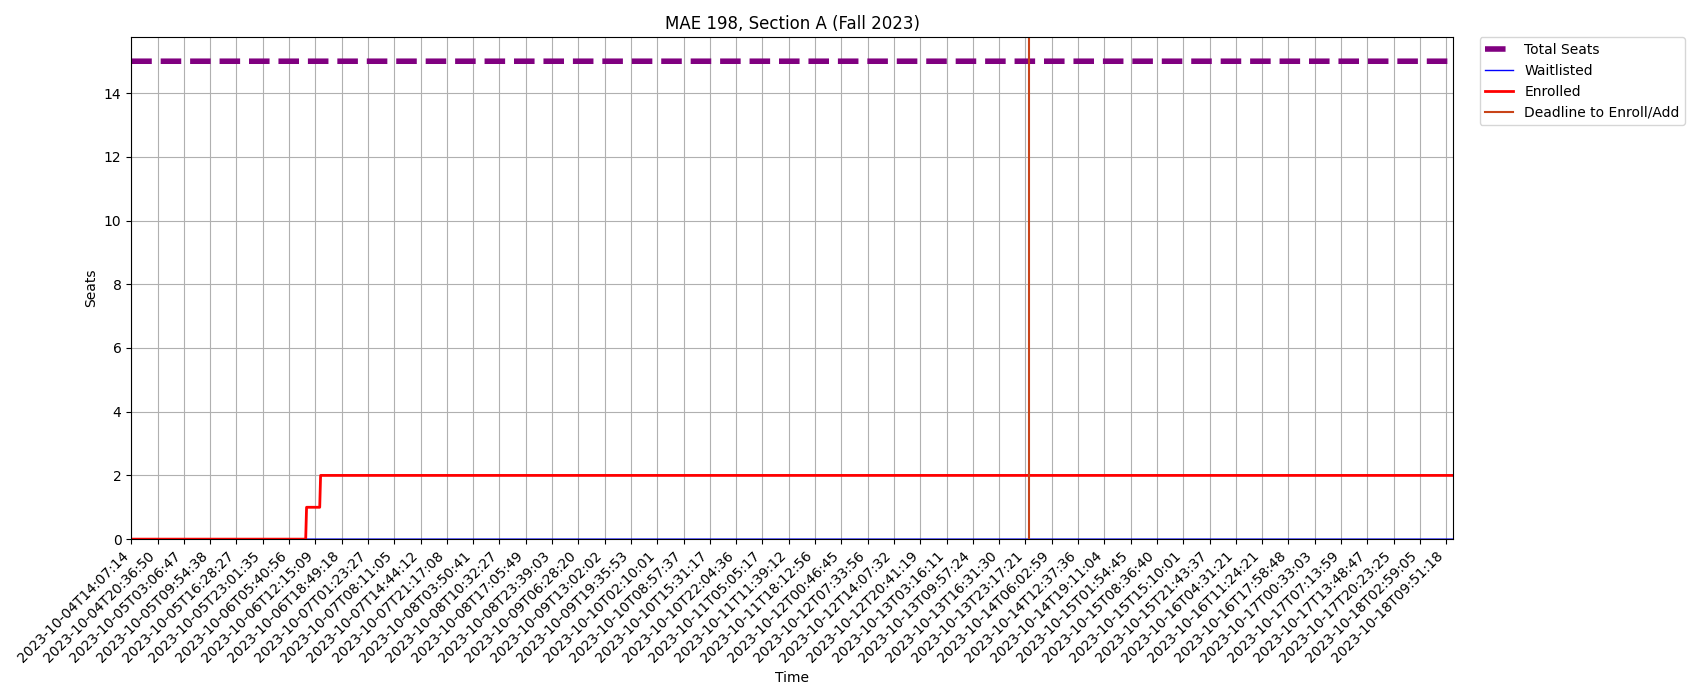 MAE 198, Section A (Fall 2023)
Total Seats
Waitlisted
Enrolled
Deadline to Enroll/Add
Seats
14
12
10
8
6
4
2
0
2023-10-04T14:07:14
2023-10-04T20:36:50
2023-10-05T03:06:47
2023-10-05T09:54:38
2023-10-05T16:28:27
2023-10-05T23:01:35
2023-10-06T05:40:56
2023-10-06T12:15:09
2023-10-06T18:49:18
2023-10-07T01:23:27
2023-10-07T08:11:05
2023-10-07T14:44:12
2023-10-07T21:17:08
2023-10-08T03:50:41
2023-10-08T10:32:27
2023-10-08T17:05:49
2023-10-08T23:39:03
2023-10-09T06:28:20
2023-10-09T13:02:02
2023-10-09T19:35:53
2023-10-10T02:10:01
2023-10-10T08:57:37
2023-10-10T15:31:17
2023-10-10T22:04:36
2023-10-11T05:05:17
2023-10-11T11:39:12
2023-10-11T18:12:56
2023-10-12T00:46:45
2023-10-12T07:33:56
2023-10-12T14:07:32
2023-10-12T20:41:19
2023-10-13T03:16:11
2023-10-13T09:57:24
2023-10-13T16:31:30
2023-10-13T23:17:21
2023-10-14T06:02:59
2023-10-14T12:37:36
2023-10-14T19:11:04
2023-10-15T01:54:45
2023-10-15T08:36:40
2023-10-15T15:10:01
2023-10-15T21:43:37
2023-10-16T04:31:21
2023-10-16T11:24:21
2023-10-16T17:58:48
2023-10-17T00:33:03
2023-10-17T07:13:59
2023-10-17T13:48:47
2023-10-17T20:23:25
2023-10-18T02:59:05
2023-10-18T09:51:18
Time